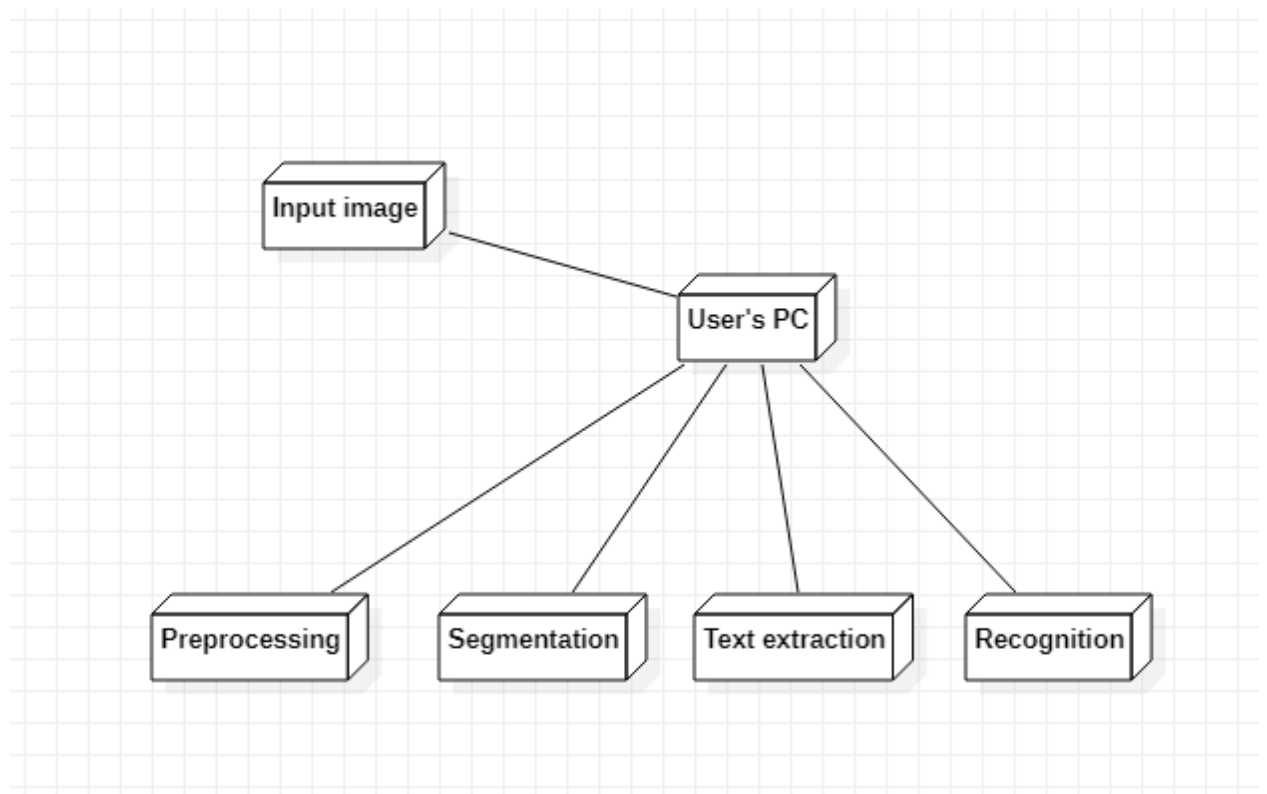 Input image
User's PC
Preprocessing
Segmentation
Text extraction
Recognition